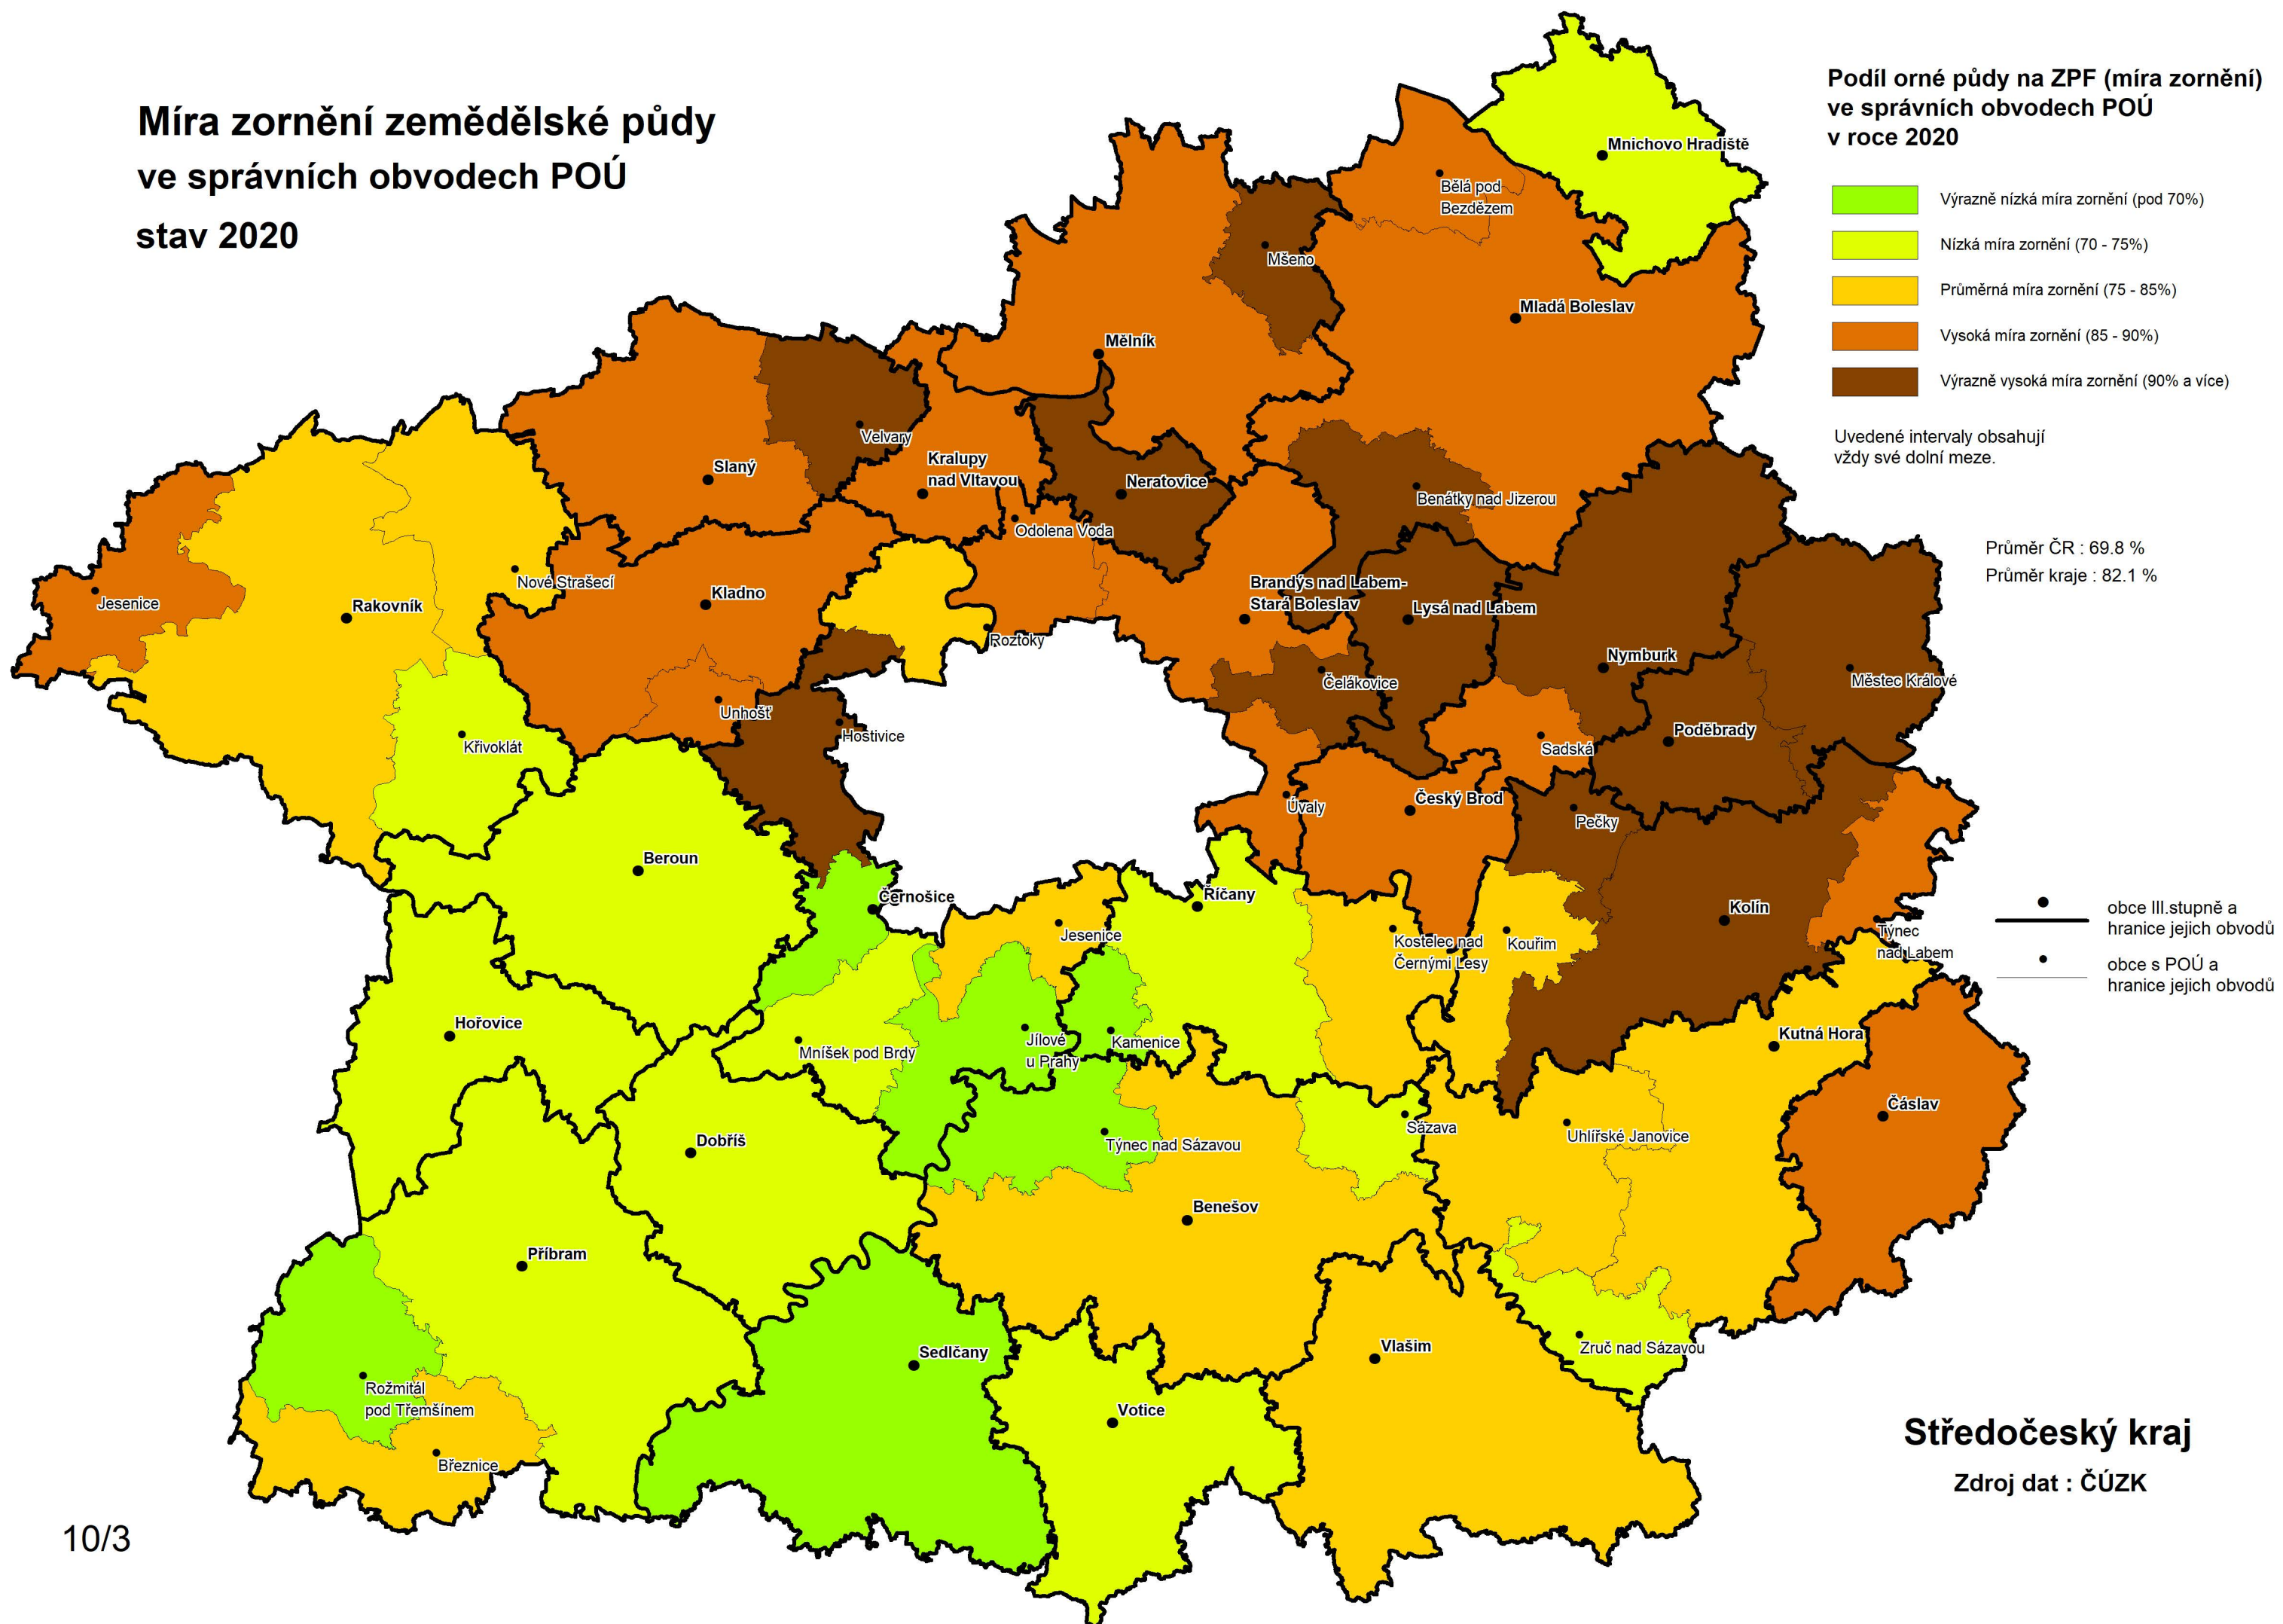 Míra zornění zemědělské půdy
ve správních obvodech POÚ
stav 2020
Podíl orné půdy na ZPF (míra zornění)
ve správních obvodech POÚ
v roce 2020
Výrazně nízká míra zornění (pod 70%)
Nízká míra zornění (70 - 75%)
Průměrná míra zornění (75 - 85%)
Vysoká míra zornění (85 - 90%)
Výrazně vysoká míra zornění (90% a více)
Uvedené intervaly obsahují
vždy své dolní meze.
Průměr ČR : 69.8 %
Průměr kraje : 82.1 %
obce III.stupně a
hranice jejich obvodů
obce s POÚ a
hranice jejich obvodů
Mnichovo Hradiště
Bělá pod
Bezdězem
Mšeno
Mladá Boleslav
Mělník
Velvary
Slaný
Kralupy
nad Vltavou
Neratovice
Benátky nad Jizerou
Odolena Voda
Nové Strašecí
Jesenice
Rakovník
Kladno
Brandýs nad Labem-
Stará Boleslav
Lysá nad Labem
Roztoky
Nymburk
Městec Králové
Čelákovice
Unhošť
Hostivice
Křivoklát
Poděbrady
Sadská
Úvaly
Český Brod
Pečky
Beroun
Černošice
Říčany
Kolín
Jesenice
Kostelec nad
Černými Lesy
Kouřim
Týnec
nad Labem
Hořovice
Mníšek pod Brdy
Jílové
u Prahy
Kamenice
Kutná Hora
Čáslav
Dobříš
Týnec nad Sázavou
Sázava
Uhlířské Janovice
Benešov
Příbram
Sedlčany
Vlašim
Zruč nad Sázavou
Rožmitál
pod Třemšínem
Votice
Březnice
Středočeský kraj
Zdroj dat : ČÚZK
10/3